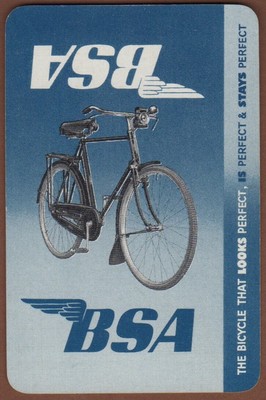 BSA
BSA
THE BICYCLE THAT LOOKS PERFECT, IS PERFECT & STAYS PERFECT